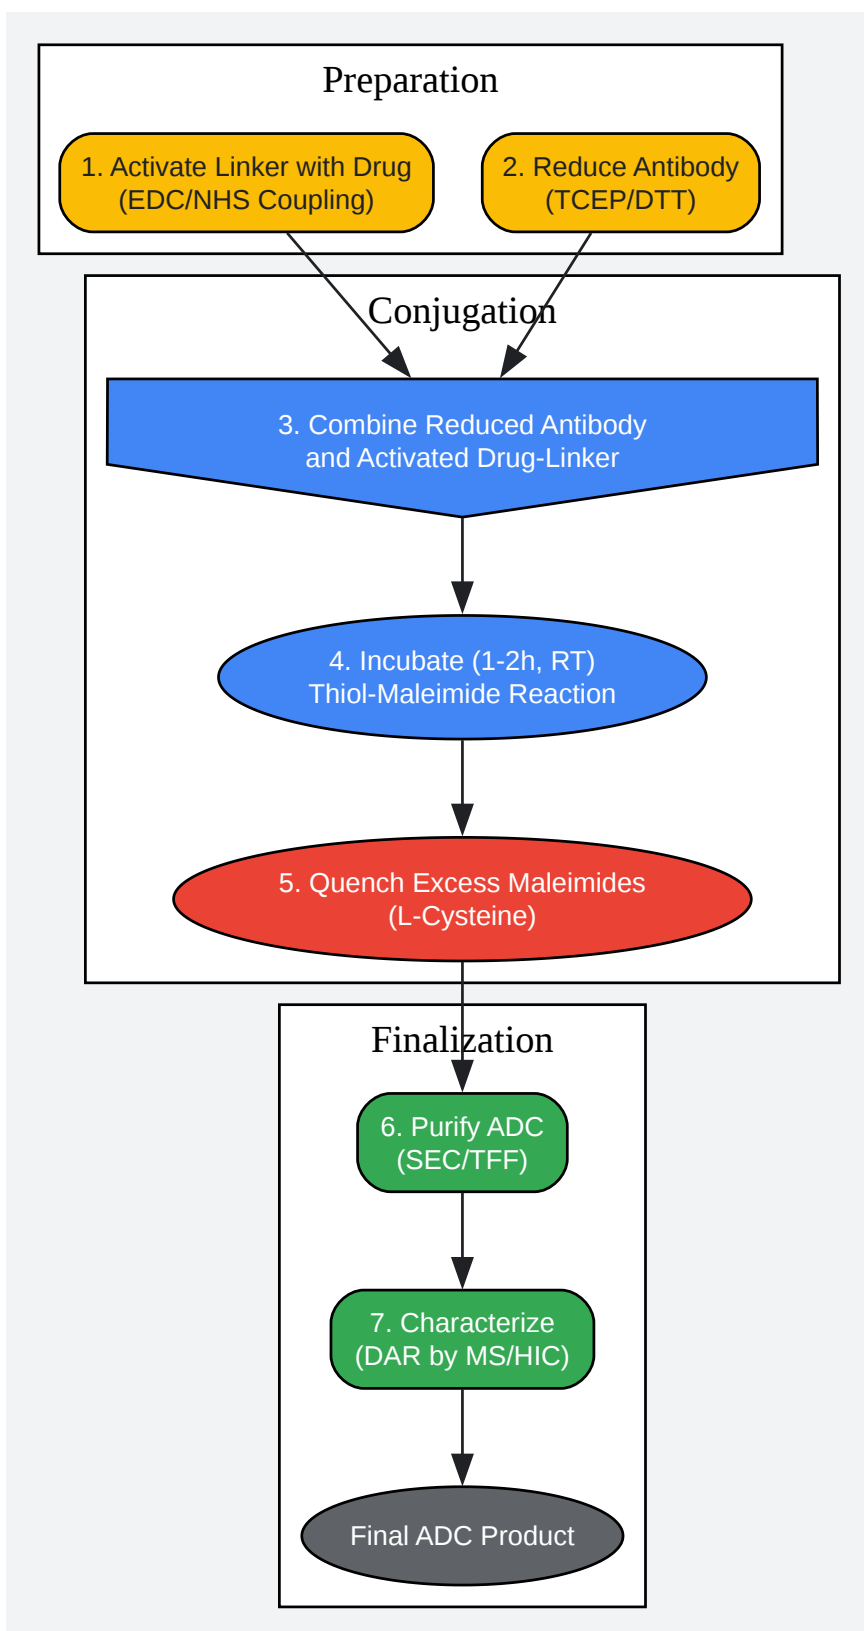 Preparation
1. Activate Linker with Drug
(EDC/NHS Coupling)
2. Reduce Antibody
(TCEP/DTT)
Conjugation
3. Combine Reduced Antibody
and Activated Drug-Linker
4. Incubate (1-2h, RT)
Thiol-Maleimide Reaction
5. Quench Excess Maleimides
(L-Cysteine)
Finalization
6. Purify ADC
(SEC/TFF)
7. Characterize
(DAR by MS/HIC)
Final ADC Product